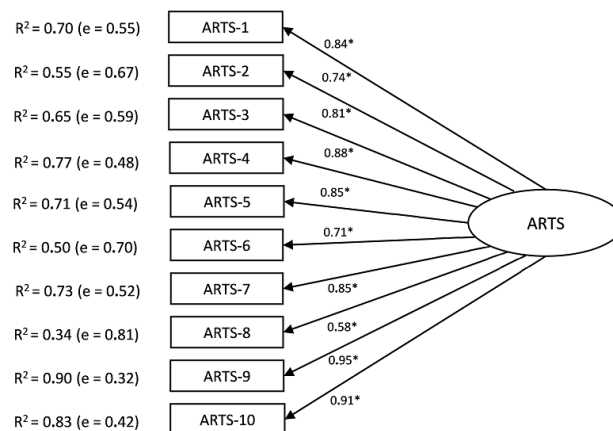 R² = 0.70 (e = 0.55) ARTS-1 0.84*
R² = 0.55 (e = 0.67) ARTS-2 0.74*
R² = 0.65 (e = 0.59) ARTS-3 0.81*
R² = 0.77 (e = 0.48) ARTS-4 0.88*
R² = 0.71 (e = 0.54) ARTS-5 0.85*
ARTS
R² = 0.50 (e = 0.70) ARTS-6 0.71*
R² = 0.73 (e = 0.52) ARTS-7 0.85*
R² = 0.34 (e = 0.81) ARTS-8 0.58*
R² = 0.90 (e = 0.32) ARTS-9 0.95*
R² = 0.83 (e = 0.42) ARTS-10 0.91*